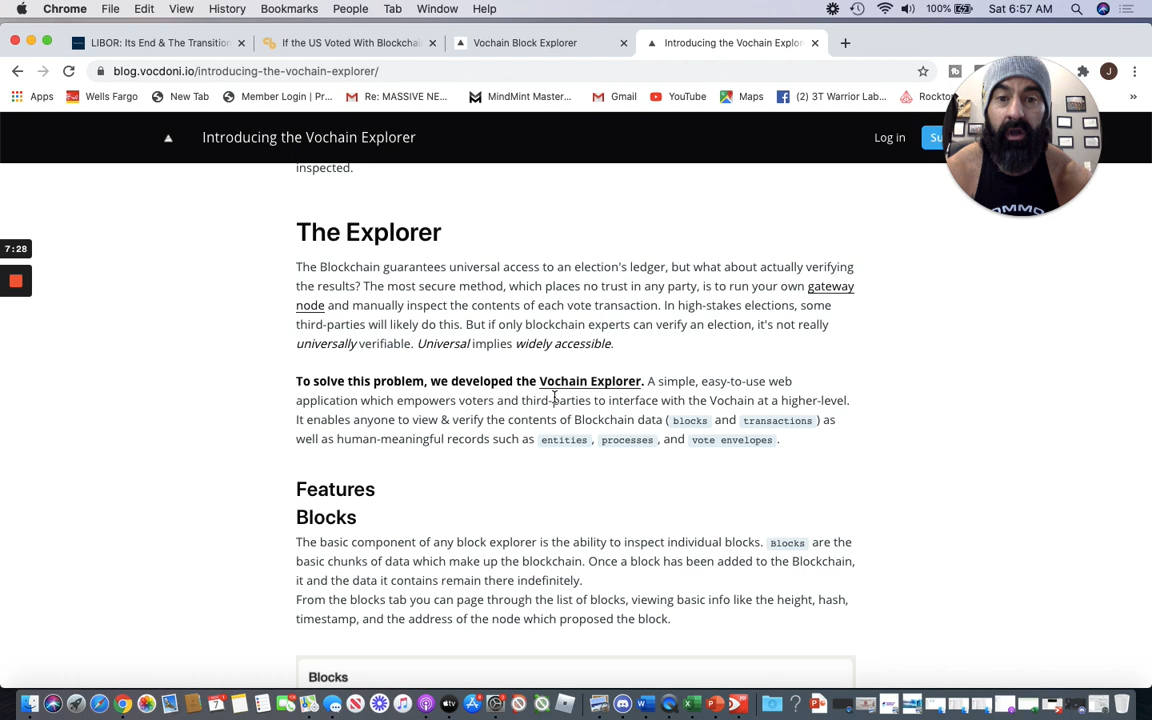 Chrome File Edit View History Bookmarks People Tab Window Help 100% Sat 6:57 AM
LIBOR: Its End & The Transition
If the US Voted With Blockchai
Vochain Block Explorer
Introducing the Vochain Explor
blog.vocdoni.io/introducing-the-vochain-explorer/
J
Apps Wells Fargo New Tab Member Login | Pr... Re: MASSIVE NE... MindMint Master... Gmail YouTube Maps (2) 3T Warrior Lab... Rockto
Introducing the Vochain Explorer
Log in
Su
inspected.
The Explorer
7:28
The Blockchain guarantees universal access to an election's ledger, but what about actually verifying
the results? The most secure method, which places no trust in any party, is to run your own gateway
node and manually inspect the contents of each vote transaction. In high-stakes elections, some
third-parties will likely do this. But if only blockchain experts can verify an election, it's not really
universally verifiable. Universal implies widely accessible.
To solve this problem, we developed the Vochain Explorer. A simple, easy-to-use web
application which empowers voters and third-parties to interface with the Vochain at a higher-level.
It enables anyone to view & verify the contents of Blockchain data ( blocks and transactions ) as
well as human-meaningful records such as entities , processes , and vote envelopes .
Features
Blocks
The basic component of any block explorer is the ability to inspect individual blocks. Blocks are the
basic chunks of data which make up the blockchain. Once a block has been added to the Blockchain,
it and the data it contains remain there indefinitely.
From the blocks tab you can page through the list of blocks, viewing basic info like the height, hash,
timestamp, and the address of the node which proposed the block.
Blocks